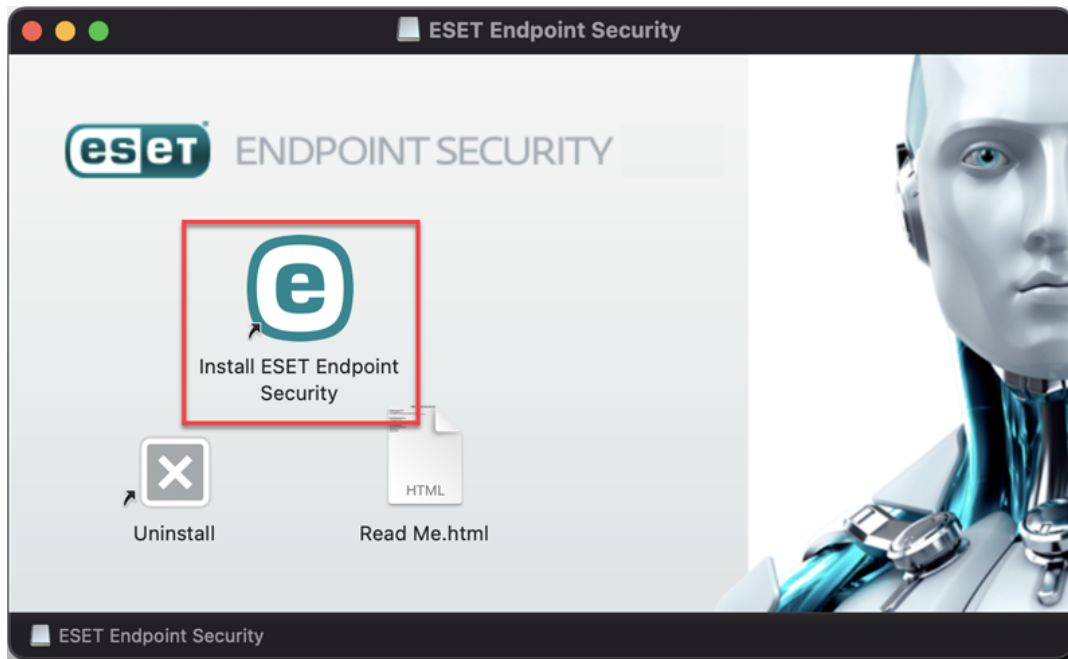 ESET Endpoint Security
eset ENDPOINT SECURITY
e
Install ESET Endpoint
Security
HTML
Uninstall
Read Me.html
ESET Endpoint Security